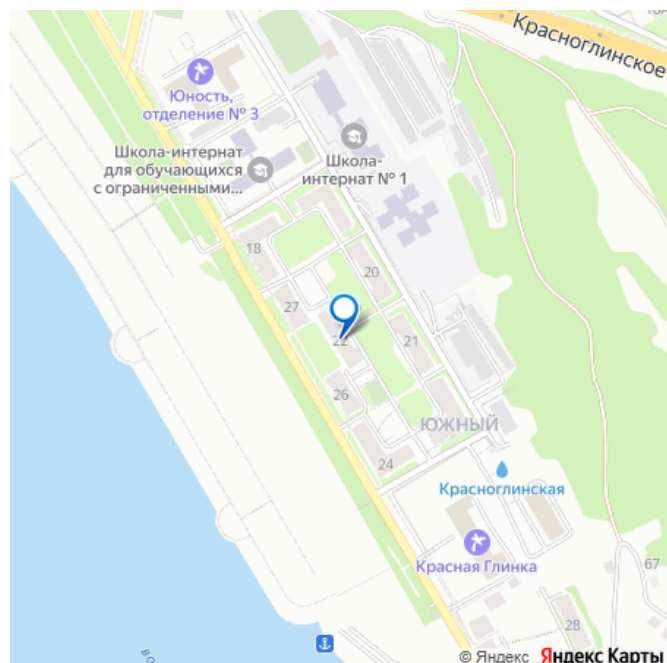 Красноглинское
Юность,
отделение № 3
Школа-интернат
для обучающихся
с ограниченными...
Школа-
интернат № 1
18
20
27
22
21
26
ЮЖНЫЙ
24
Красноглинская
Красная Глинка
67
28
© Яндекс Яндекс Карты